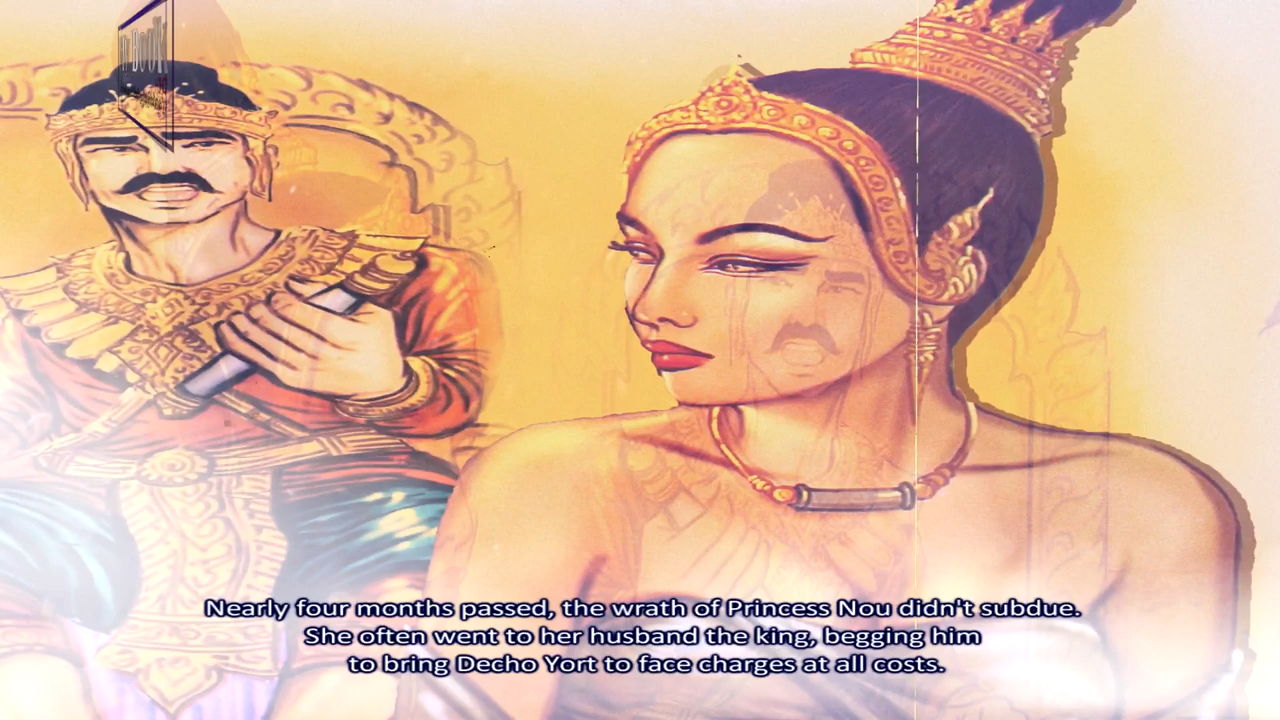 Nearly four months passed, the wrath of Princess Nou didn't subdue.
She often went to her husband the king, begging him
to bring Decho Yort to face charges at all costs.